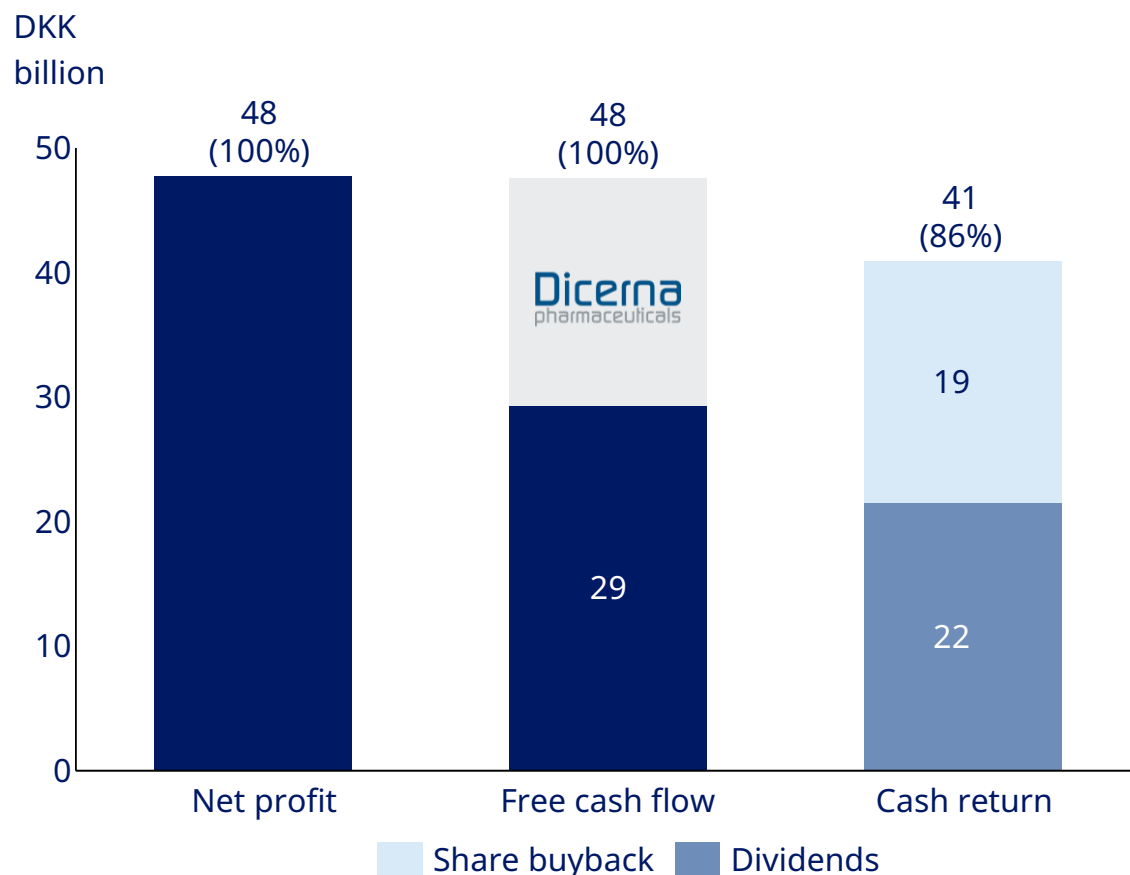 DKK
billion
48
(100%)
48
(100%)
41
(86%)
50
40
30
20
10
0
Dicerna
pharmaceuticals
29
19
22
Net profit
Free cash flow
Cash return
Share buyback
Dividends